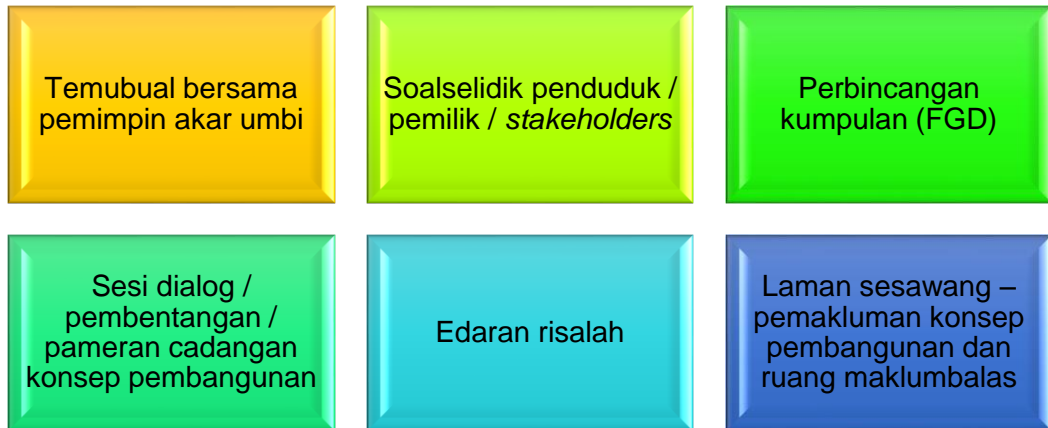 Temubual bersama
pemimpin akar umbi
Soalselidik penduduk /
pemilik / stakeholders
Perbincangan
kumpulan (FGD)
Sesi dialog /
pembentangan /
pameran cadangan
konsep pembangunan
Edaran risalah
Laman sesawang –
pemakluman konsep
pembangunan dan
ruang maklumbalas